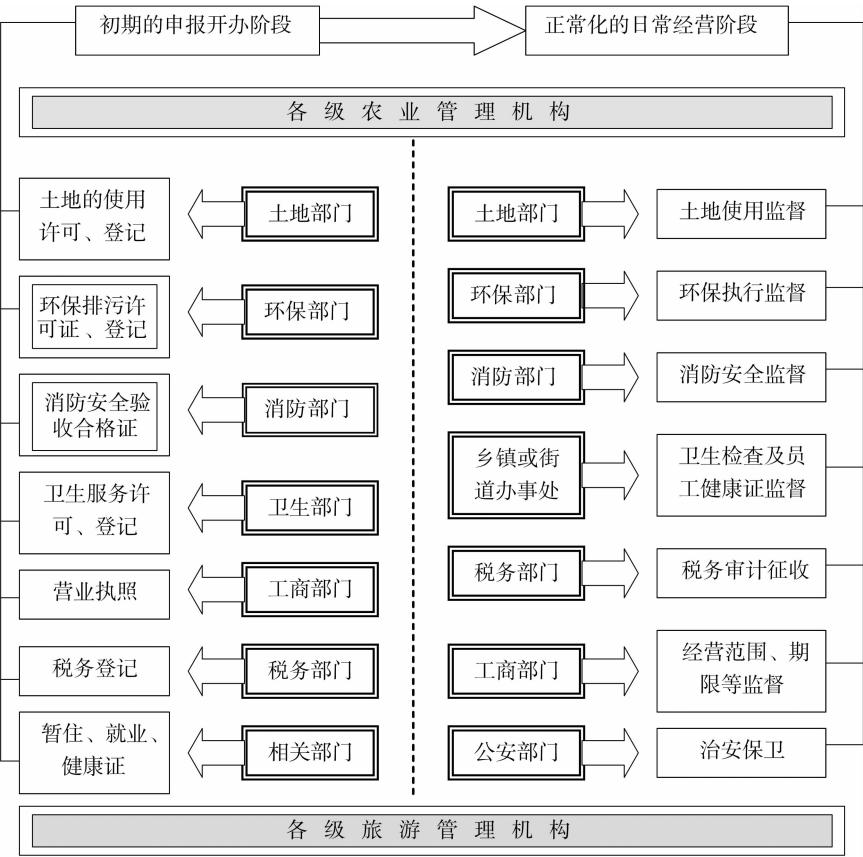 初期的申报开办阶段
正常化的日常经营阶段
各级农业管理机构
土地的使用
许可、登记
土地部门
土地部门
土地使用监督
环保排污许
可证、登记
环保部门
环保部门
环保执行监督
消防安全验
收合格证
消防部门
消防部门
消防安全监督
卫生服务许
可、登记
卫生部门
乡镇或街
道办事处
卫生检查及员
工健康证监督
营业执照
工商部门
税务部门
税务审计征收
税务登记
税务部门
工商部门
经营范围、期
限等监督
暂住、就业、
健康证
相关部门
公安部门
治安保卫
各级旅游管理机构